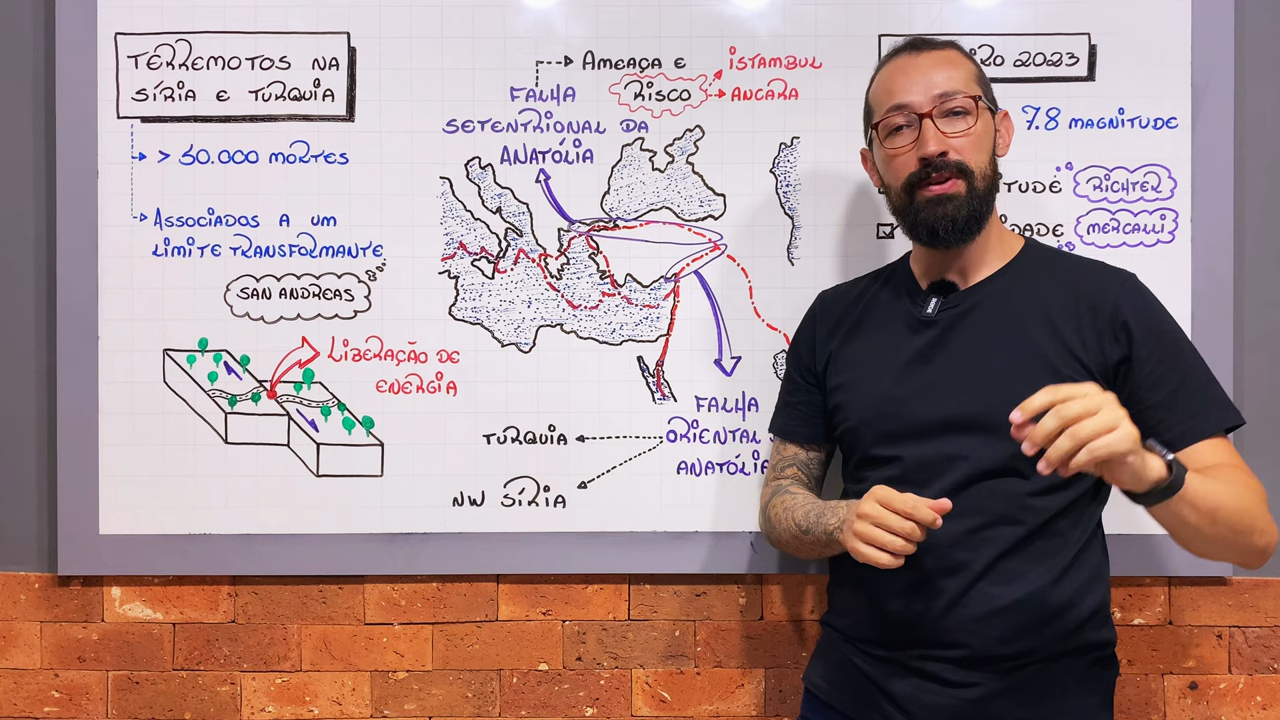 TERREMOTOS NA
SÍRIA E TURQUIA
> 50.000 MORTES
ASSOCIADOS A UM
LIMITE TRANSFORMANTE
SAN ANDREAS
LIBERAÇÃO DE
ENERGIA
AMEAÇA E
RISCO
ISTAMBUL
ANCARA
FALHA
SETENTRIONAL DA
ANATÓLIA
FALHA
ORIENTAL
ANATÓLIA
TURQUIA
NW SÍRIA
2023
7.8 MAGNITUDE
RICHTER
MERCALLI